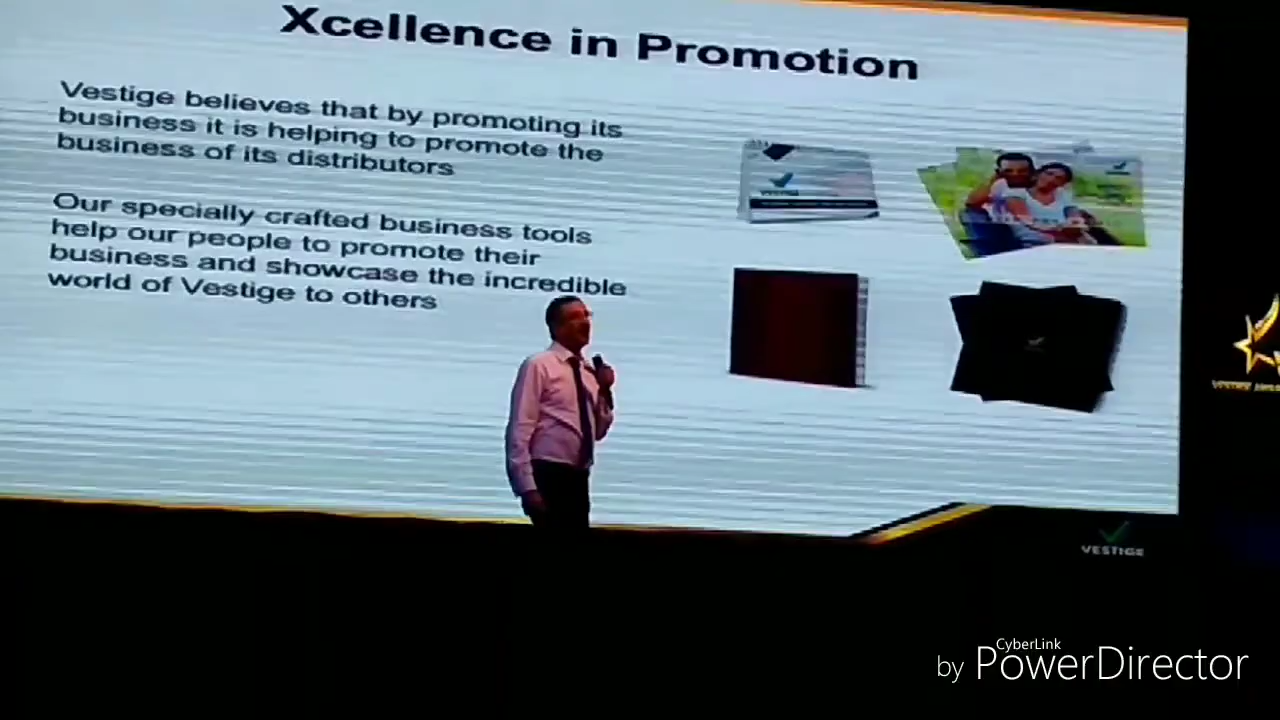 Xcellence in Promotion
Vestige believes that by promoting its
business it is helping to promote the
business of its distributors
Our specially crafted business tools
help our people to promote their
business and showcase the incredible
world of Vestige to others
VESTIGE
VESTIGE
CyberLink
by PowerDirector